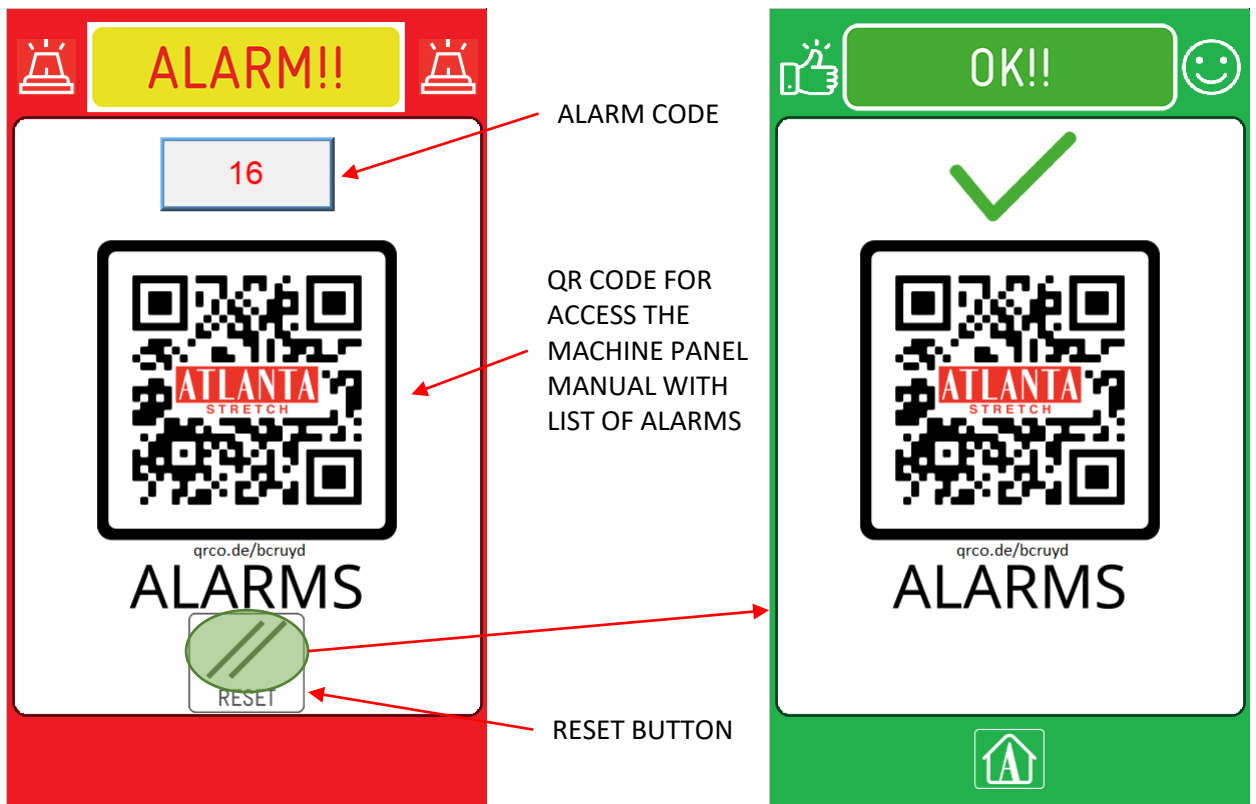 ALARM!!
16
ATLANTA
STRETCH
qrco.de/bcruyd
ALARMS
RESET
ALARM CODE
QR CODE FOR
ACCESS THE
MACHINE PANEL
MANUAL WITH
LIST OF ALARMS
RESET BUTTON
OK!!
ATLANTA
STRETCH
qrco.de/bcruyd
ALARMS
A